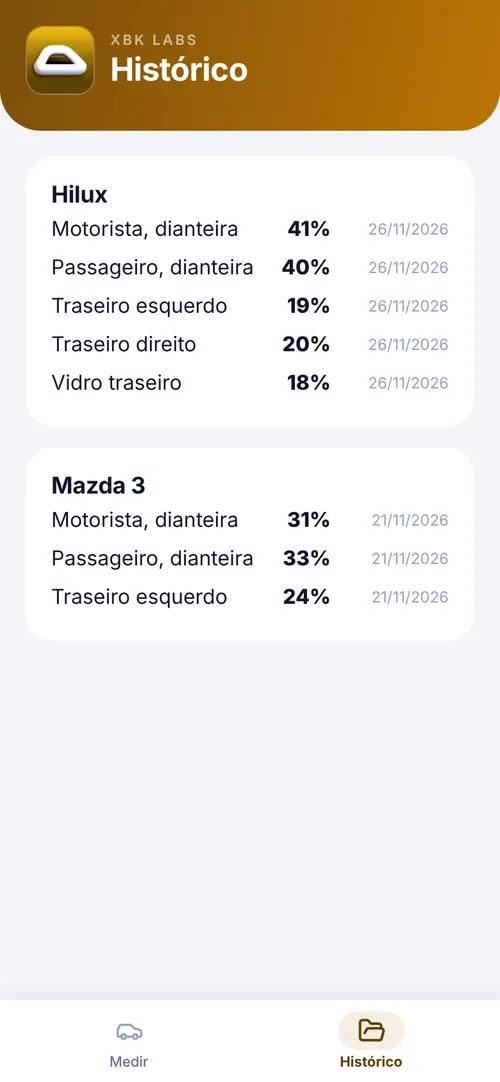 XBK LABS
Histórico
Hilux
Motorista, dianteira 41% 26/11/2026
Passageiro, dianteira 40% 26/11/2026
Traseiro esquerdo 19% 26/11/2026
Traseiro direito 20% 26/11/2026
Vidro traseiro 18% 26/11/2026
Mazda 3
Motorista, dianteira 31% 21/11/2026
Passageiro, dianteira 33% 21/11/2026
Traseiro esquerdo 24% 21/11/2026
Medir Histórico